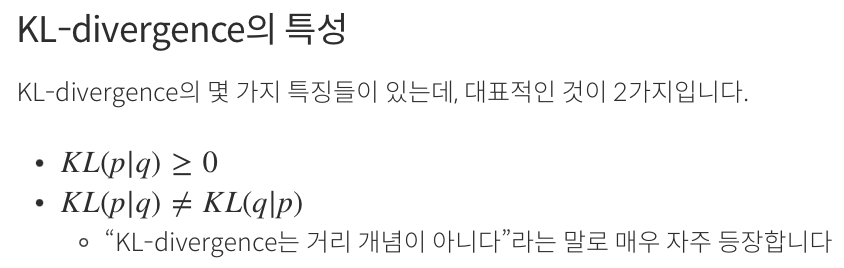 KL-divergence의 특성
KL-divergence의 몇 가지 특징들이 있는데, 대표적인 것이 2가지입니다.
• KL(p|q) ≥ 0
• KL(p|q) ≠ KL(q|p)
◦ “KL-divergence는 거리 개념이 아니다”라는 말로 매우 자주 등장합니다